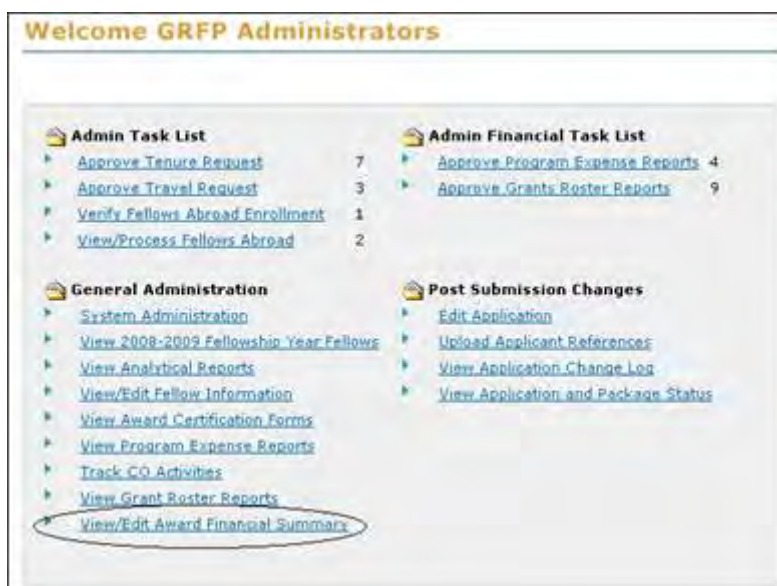 Welcome GRFP Administrators
Admin Task List
Approve Tenure Request 7
Approve Travel Request 3
Verify Fellows Abroad Enrollment 1
View/Process Fellows Abroad 2
Admin Financial Task List
Approve Program Expense Reports 4
Approve Grants Roster Reports 9
General Administration
System Administration
View 2008-2009 Fellowship Year Fellows
View Analytical Reports
View/Edit Fellow Information
View Award Certification Forms
View Program Expense Reports
Track CO Activities
View Grant Roster Reports
View/Edit Award Financial Summary
Post Submission Changes
Edit Application
Upload Applicant References
View Application Change Log
View Application and Package Status